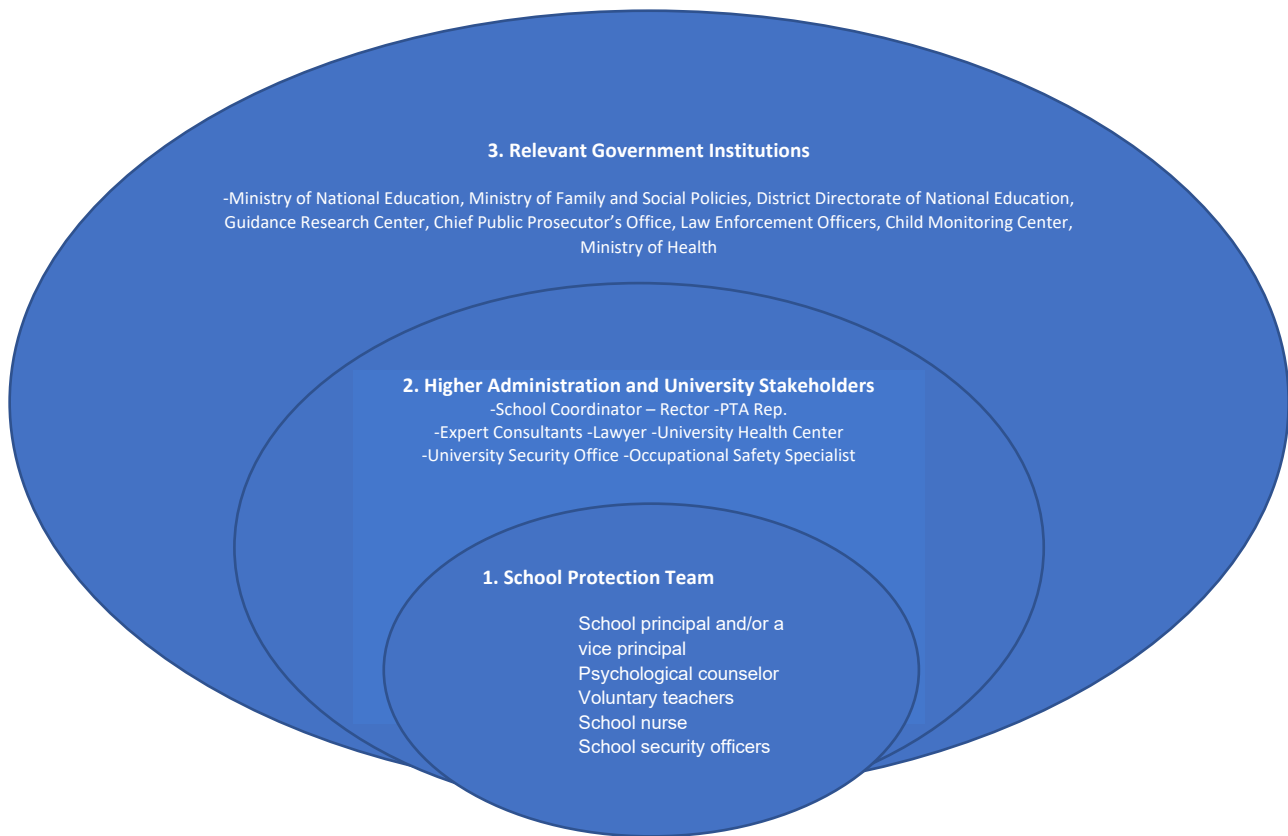 3. Relevant Government Institutions
-Ministry of National Education, Ministry of Family and Social Policies, District Directorate of National Education,
Guidance Research Center, Chief Public Prosecutor’s Office, Law Enforcement Officers, Child Monitoring Center,
Ministry of Health
2. Higher Administration and University Stakeholders
-School Coordinator – Rector -PTA Rep.
-Expert Consultants -Lawyer -University Health Center
-University Security Office -Occupational Safety Specialist
1. School Protection Team
School principal and/or a
vice principal
Psychological counselor
Voluntary teachers
School nurse
School security officers